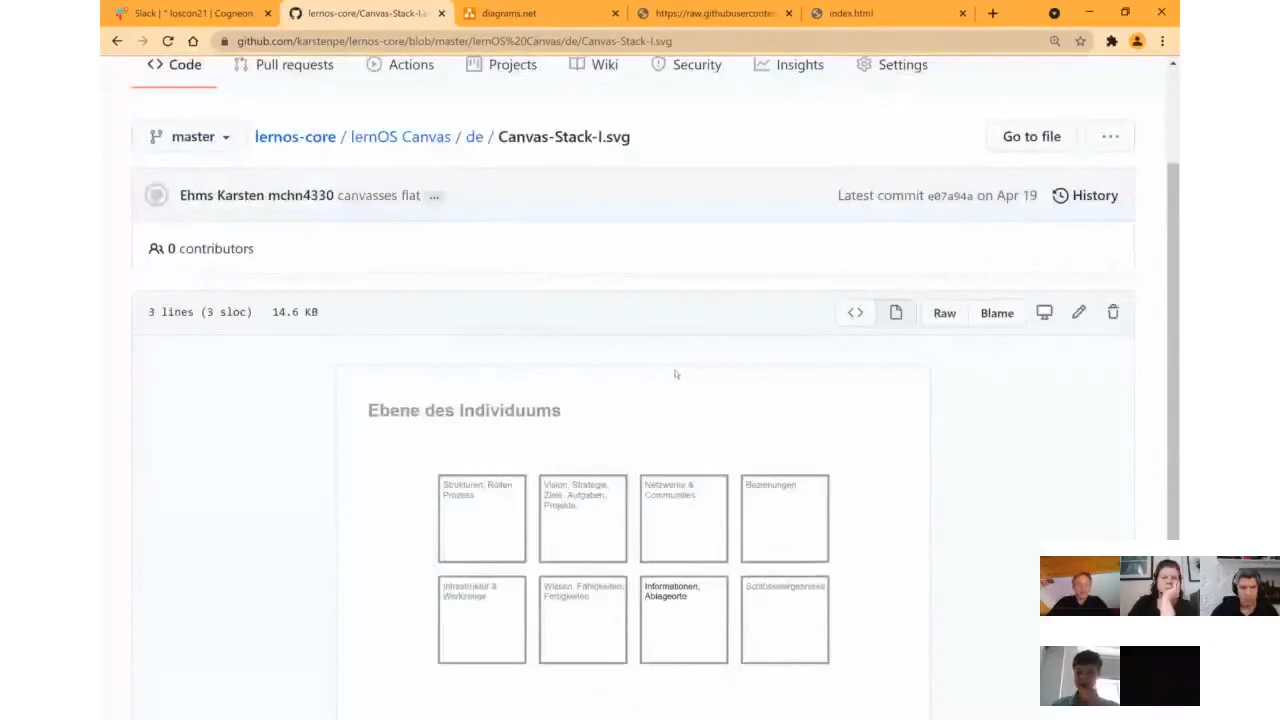 Slack | * loscon21 | Cogneon
lernos-core/Canvas-Stack-I.s
diagrams.net
https://raw.githubusercontent
index.html
github.com/karstenpe/lernos-core/blob/master/lernOS%20Canvas/de/Canvas-Stack-I.svg
Code
Pull requests
Actions
Projects
Wiki
Security
Insights
Settings
master
lernos-core / lernOS Canvas / de / Canvas-Stack-I.svg
Go to file
Ehms Karsten mchn4330 canvasses flat
Latest commit e07a94a on Apr 19
History
0 contributors
3 lines (3 sloc) 14.6 KB
Raw
Blame
Ebene des Individuums
Strukturen, Rollen
Prozess
Vision, Strategie,
Ziele, Aufgaben,
Projekte,
Netzwerke &
Communities
Beziehungen
Infrastruktur &
Werkzeuge
Wissen, Fähigkeiten,
Fertigkeiten
Informationen,
Ablageorte
Schlüsselergebnisse